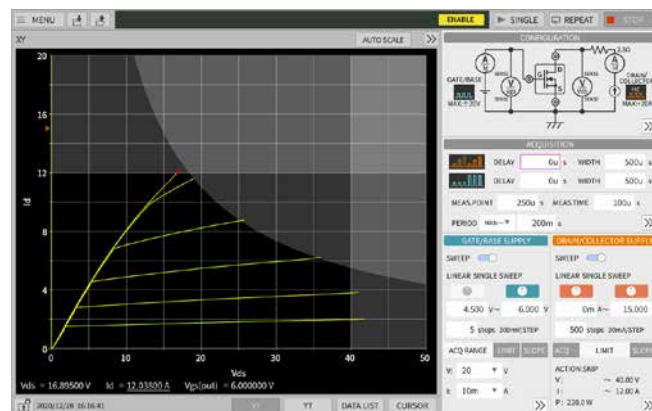 MENU
ENABLE
SINGLE
REPEAT
STOP
XY
AUTO SCALE
CONFIGURATION
20
16
12
8
4
0
Id
0
10
20
30
40
50
Vds
Vds = 16.89500 V Id = 12.03800 A Vgs(out) = 6.000000 V
2020/12/28 16:16:41
XY
YT
DATA LIST
CURSOR
A
V
G
D
S
V
A
GATE/BASE
MAX:± 20V
SENSE
SENSE
DRAIN/
COLLECTOR
ACQUISITION
DELAY 0u s WIDTH 500u s
DELAY 0u s WIDTH 500u s
MEAS.POINT 250u s MEAS.TIME 100u s
PERIOD 200m s
GATE/BASE SUPPLY
SWEEP
LINEAR SINGLE SWEEP
4.500 V~ 6.000 V
5 steps 300mV/STEP
ACQ RANGE LIMIT SLOPE
V: 20 V
I: 10m A
DRAIN/COLLECTOR SUPPLY
SWEEP
LINEAR SINGLE SWEEP
0m A~ 15.000
500 steps 30mA/STEP
ACQ LIMIT SLOPE
ACTION:SKIP
V: ~ 40.00 V
I: ~ 12.00 A
P: 220.0 W